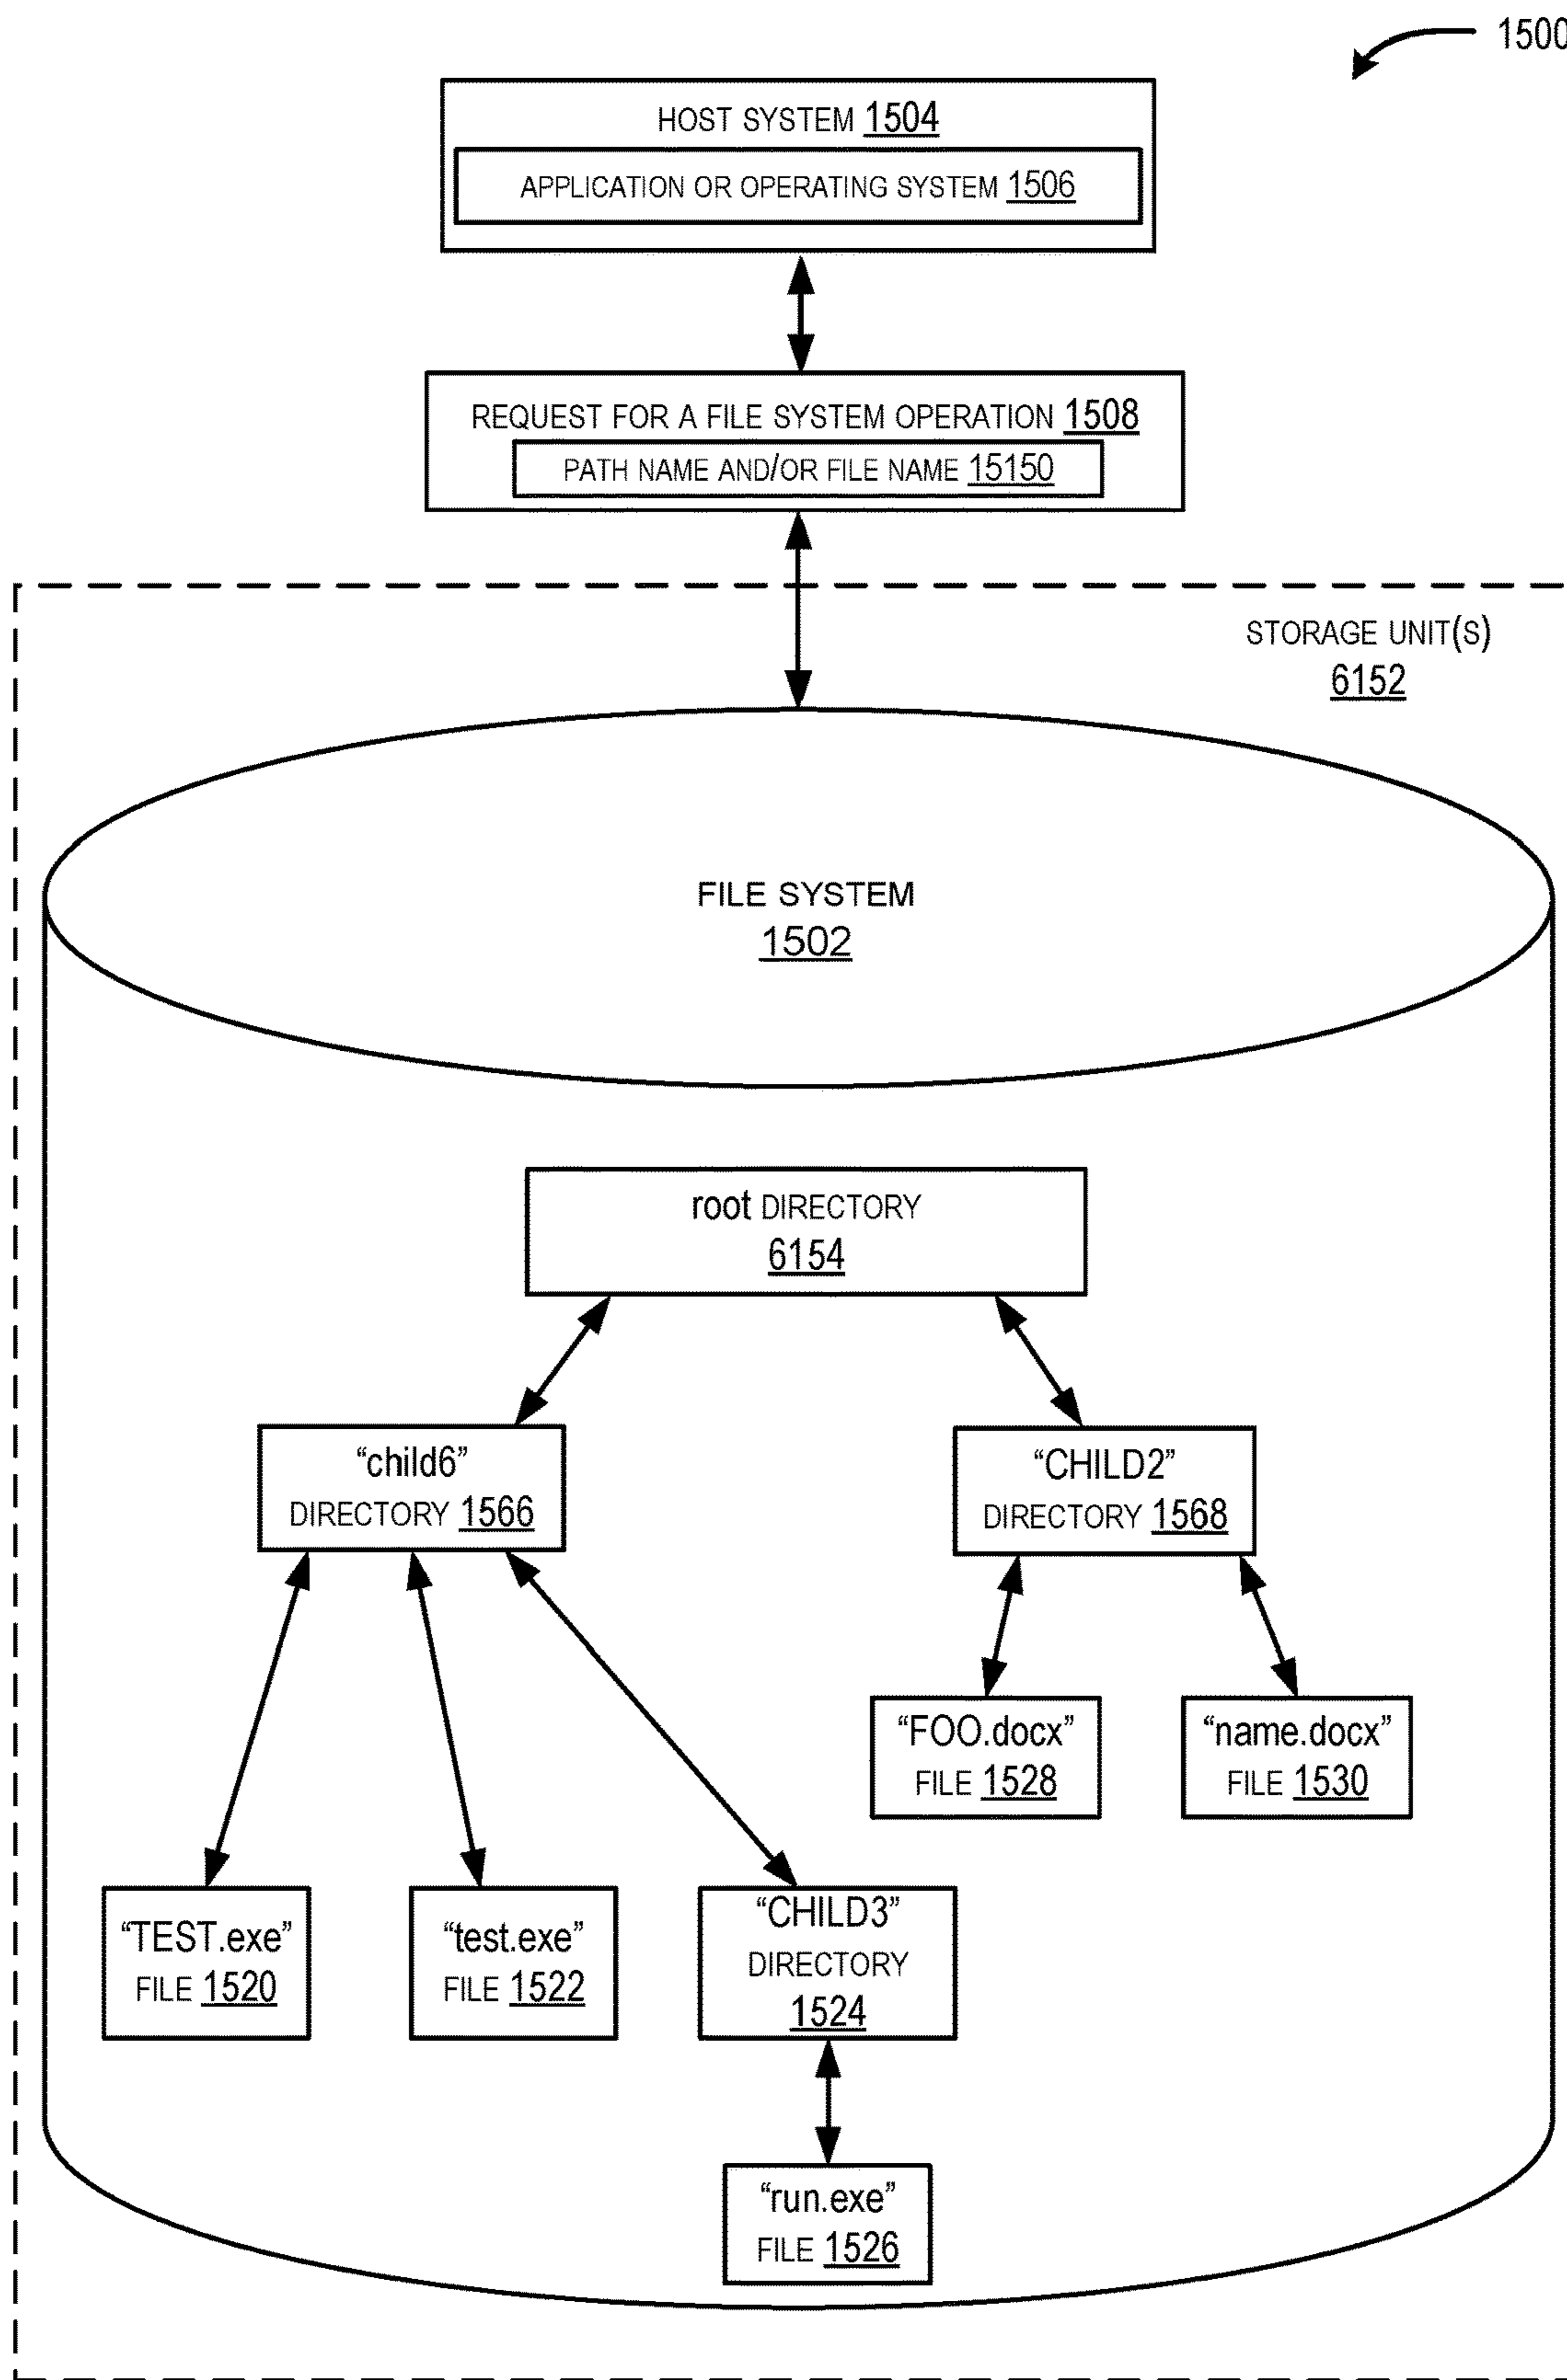 1500
HOST SYSTEM 1504
APPLICATION OR OPERATING SYSTEM 1506
REQUEST FOR A FILE SYSTEM OPERATION 1508
PATH NAME AND/OR FILE NAME 15150
STORAGE UNIT(S)
6152
FILE SYSTEM
1502
root DIRECTORY
6154
“child6”
DIRECTORY 1566
“CHILD2”
DIRECTORY 1568
“FOO.docx”
FILE 1528
“name.docx”
FILE 1530
“TEST.exe”
FILE 1520
“test.exe”
FILE 1522
“CHILD3”
DIRECTORY
1524
“run.exe”
FILE 1526